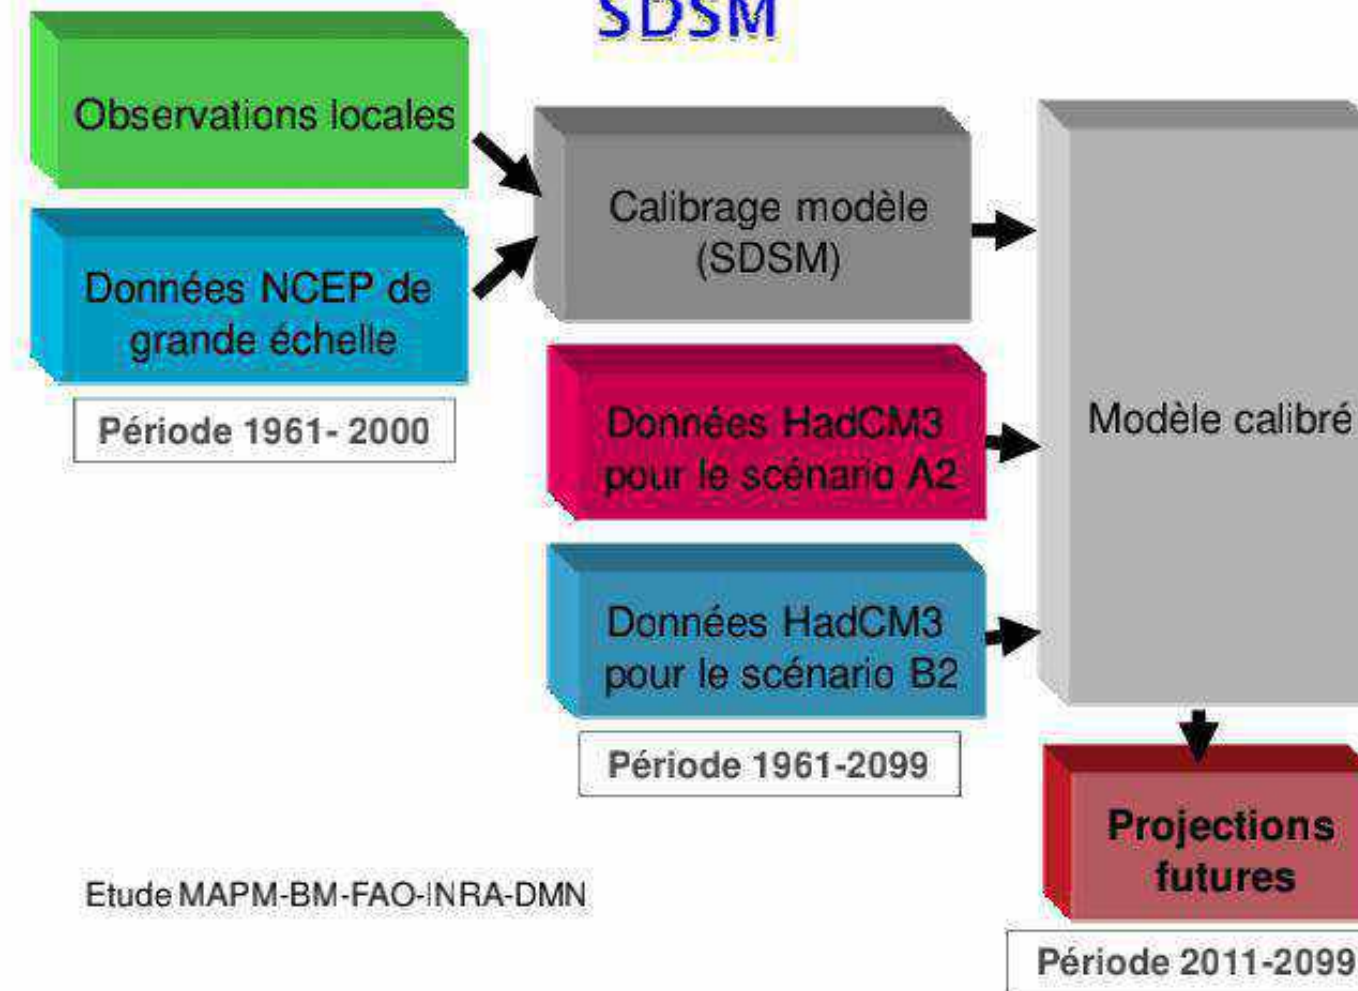 SDSM
Observations locales
Données NCEP de
grande échelle
Période 1961- 2000
Calibrage modèle
(SDSM)
Données HadCM3
pour le scénario A2
Données HadCM3
pour le scénario B2
Période 1961-2099
Modèle calibré
Projections
futures
Période 2011-2099
Etude MAPM-BM-FAO-INRA-DMN